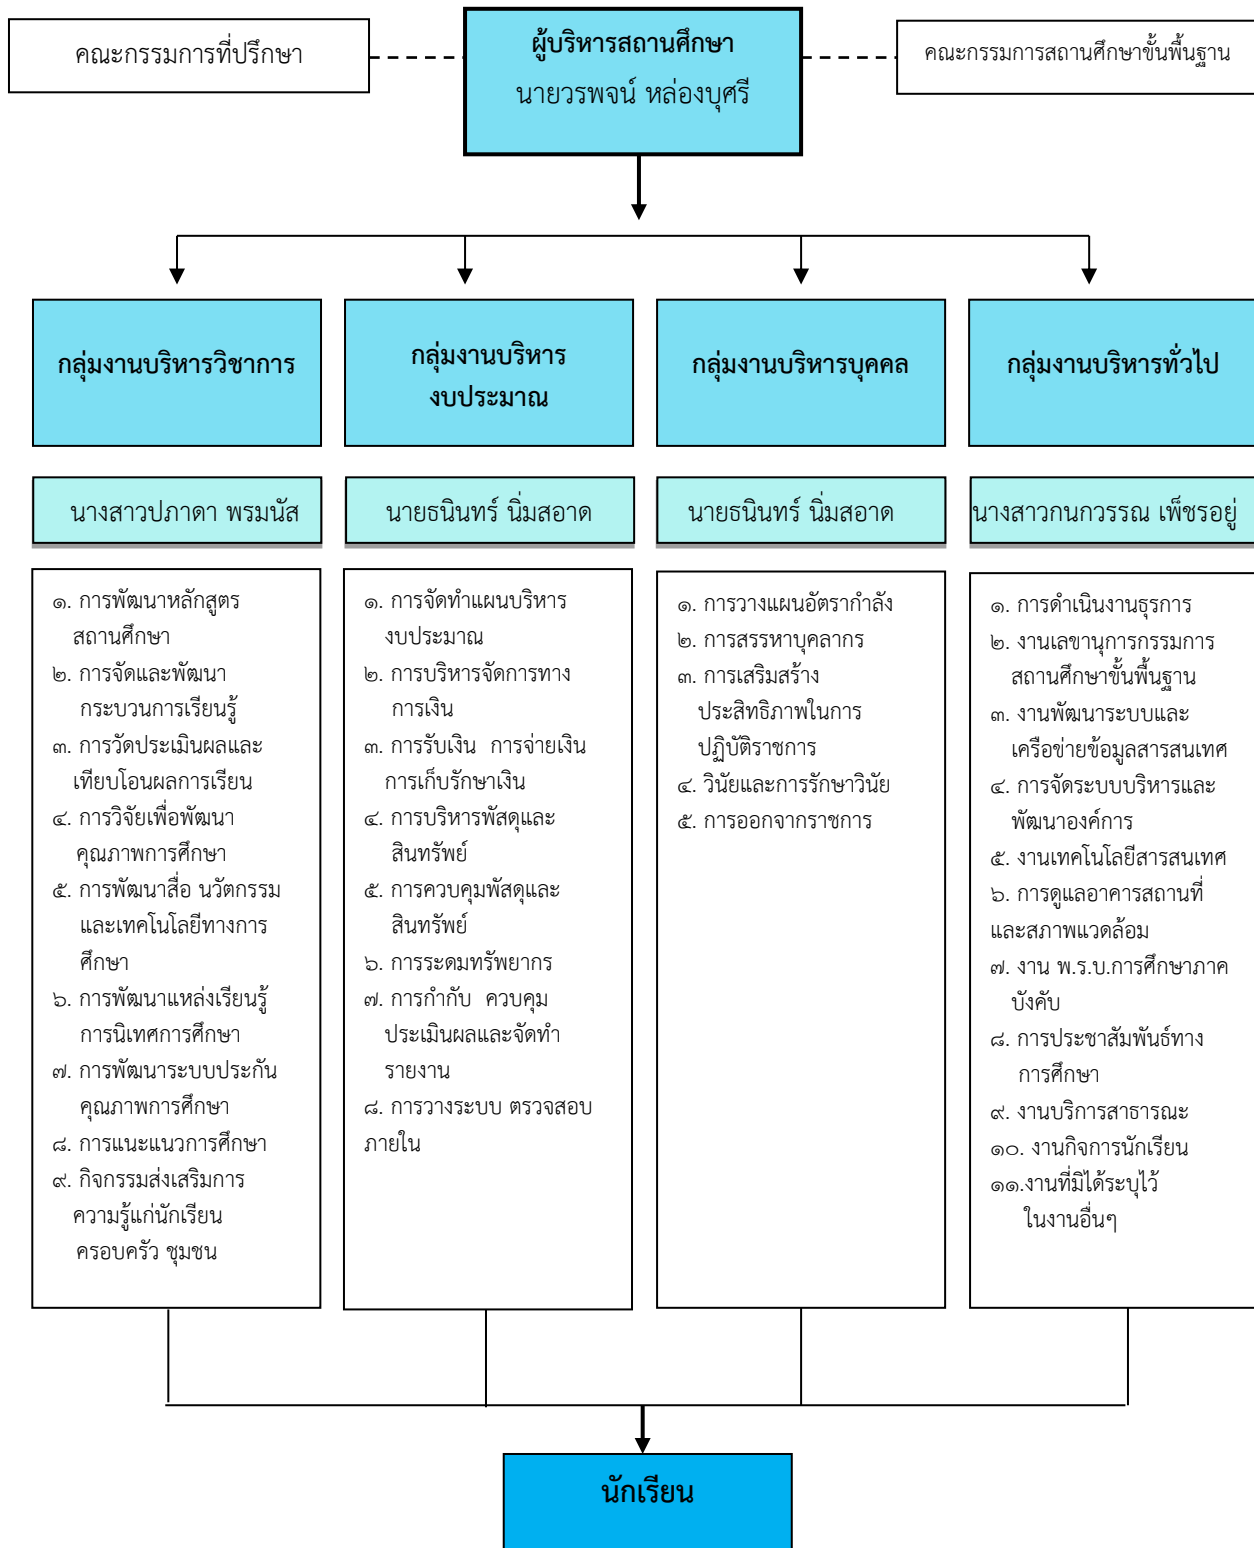 คณะกรรมการที่ปรึกษา
ผู้บริหารสถานศึกษา
นายวรพจน์ หล่องบุศรี
คณะกรรมการสถานศึกษาขั้นพื้นฐาน
กลุ่มงานบริหารวิชาการ
กลุ่มงานบริหาร
งบประมาณ
กลุ่มงานบริหารบุคคล
กลุ่มงานบริหารทั่วไป
นางสาวปภาดา พรมนัส
นายธนินทร์ นิ่มสอาด
นายธนินทร์ นิ่มสอาด
นางสาวกนกวรรณ เพ็ชรอยู่
๑. การพัฒนาหลักสูตร
สถานศึกษา
๒. การจัดและพัฒนา
กระบวนการเรียนรู้
๓. การวัดประเมินผลและ
เทียบโอนผลการเรียน
๔. การวิจัยเพื่อพัฒนา
คุณภาพการศึกษา
๕. การพัฒนาสื่อ นวัตกรรม
และเทคโนโลยีทางการ
ศึกษา
๖. การพัฒนาแหล่งเรียนรู้
การนิเทศการศึกษา
๗. การพัฒนาระบบประกัน
คุณภาพการศึกษา
๘. การแนะแนวการศึกษา
๙. กิจกรรมส่งเสริมการ
ความรู้แก่นักเรียน
ครอบครัว ชุมชน
๑. การจัดทำแผนบริหาร
งบประมาณ
๒. การบริหารจัดการทาง
การเงิน
๓. การรับเงิน การจ่ายเงิน
การเก็บรักษาเงิน
๔. การบริหารพัสดุและ
สินทรัพย์
๕. การควบคุมพัสดุและ
สินทรัพย์
๖. การระดมทรัพยากร
๗. การกำกับ ควบคุม
ประเมินผลและจัดทำ
รายงาน
๘. การวางระบบ ตรวจสอบ
ภายใน
๑. การวางแผนอัตรากำลัง
๒. การสรรหาบุคลากร
๓. การเสริมสร้าง
ประสิทธิภาพในการ
ปฏิบัติราชการ
๔. วินัยและการรักษาวินัย
๕. การออกจากราชการ
๑. การดำเนินงานธุรการ
๒. งานเลขานุการกรรมการ
สถานศึกษาขั้นพื้นฐาน
๓. งานพัฒนาระบบและ
เครือข่ายข้อมูลสารสนเทศ
๔. การจัดระบบบริหารและ
พัฒนาองค์การ
๕. งานเทคโนโลยีสารสนเทศ
๖. การดูแลอาคารสถานที่
และสภาพแวดล้อม
๗. งาน พ.ร.บ.การศึกษาภาค
บังคับ
๘. การประชาสัมพันธ์ทาง
การศึกษา
๙. งานบริการสาธารณะ
๑๐. งานกิจการนักเรียน
๑๑.งานที่มิได้ระบุไว้
ในงานอื่นๆ
นักเรียน